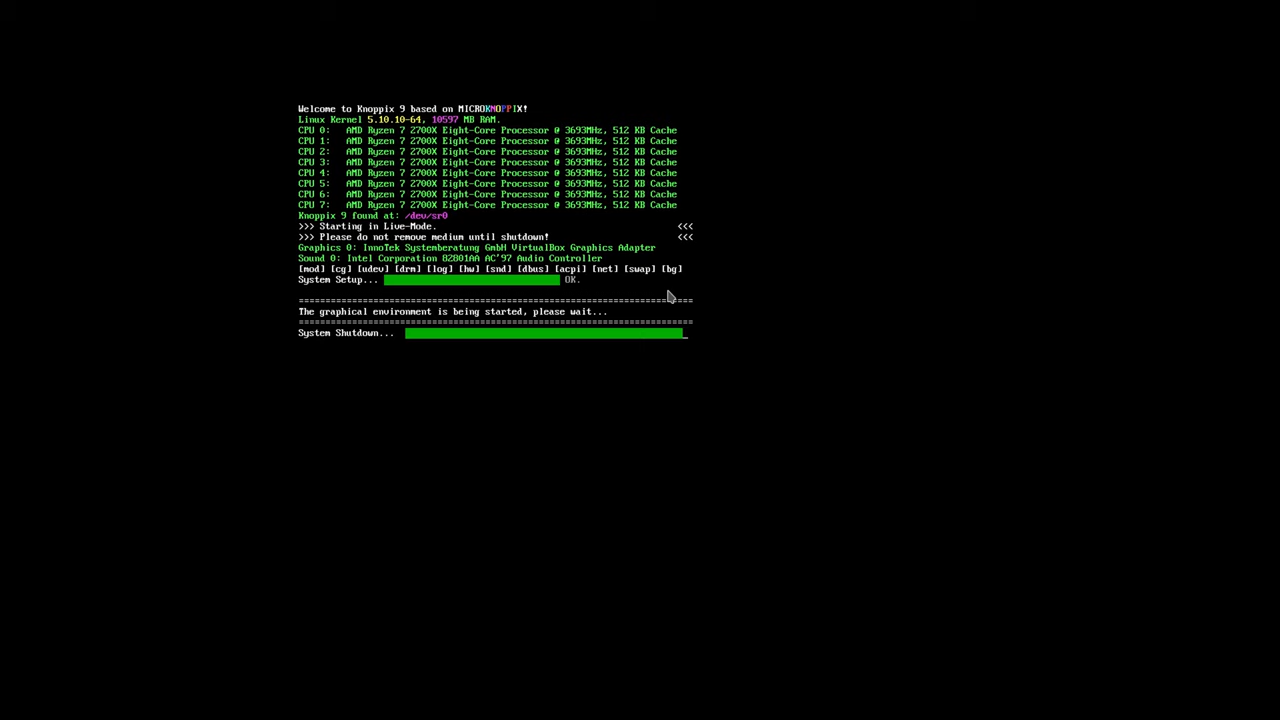 Welcome to Knoppix 9 based on MICROKNOPPIX!
Linux Kernel 5.10.10-64, 10597 MB RAM.
CPU 0: AMD Ryzen 7 2700X Eight-Core Processor @ 3693MHz, 512 KB Cache
CPU 1: AMD Ryzen 7 2700X Eight-Core Processor @ 3693MHz, 512 KB Cache
CPU 2: AMD Ryzen 7 2700X Eight-Core Processor @ 3693MHz, 512 KB Cache
CPU 3: AMD Ryzen 7 2700X Eight-Core Processor @ 3693MHz, 512 KB Cache
CPU 4: AMD Ryzen 7 2700X Eight-Core Processor @ 3693MHz, 512 KB Cache
CPU 5: AMD Ryzen 7 2700X Eight-Core Processor @ 3693MHz, 512 KB Cache
CPU 6: AMD Ryzen 7 2700X Eight-Core Processor @ 3693MHz, 512 KB Cache
CPU 7: AMD Ryzen 7 2700X Eight-Core Processor @ 3693MHz, 512 KB Cache
Knoppix 9 found at: /dev/sr0
>>> Starting in Live-Mode. <<<
>>> Please do not remove medium until shutdown! <<<
Graphics 0: InnoTek Systemberatung GmbH VirtualBox Graphics Adapter
Sound 0: Intel Corporation 82801AA AC'97 Audio Controller
[mod] [cg] [udev] [drm] [log] [hw] [snd] [dbus] [acpi] [net] [swap] [bg]
System Setup... OK.
==========================================================================
The graphical environment is being started, please wait...
==========================================================================
System Shutdown... _